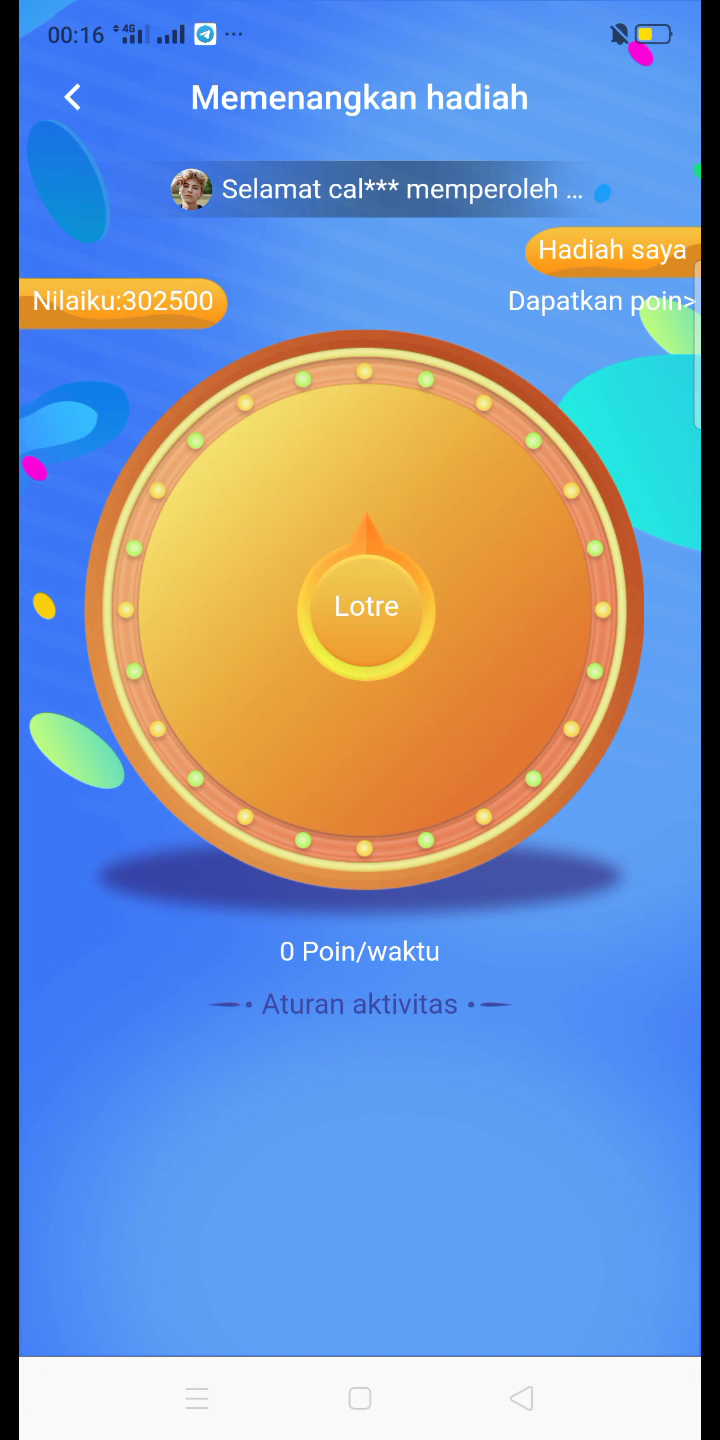 00:16 4G ...
Memenangkan hadiah
Selamat cal*** memperoleh ...
Hadiah saya
Nilaiku:302500
Dapatkan poin>
Lotre
0 Poin/waktu
Aturan aktivitas